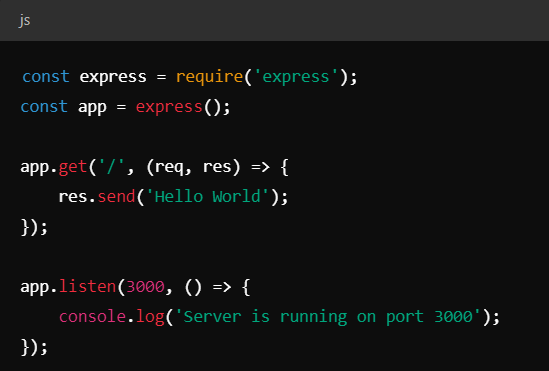 js
const express = require('express');
const app = express();
app.get('/', (req, res) => {
    res.send('Hello World');
});
app.listen(3000, () => {
    console.log('Server is running on port 3000');
});